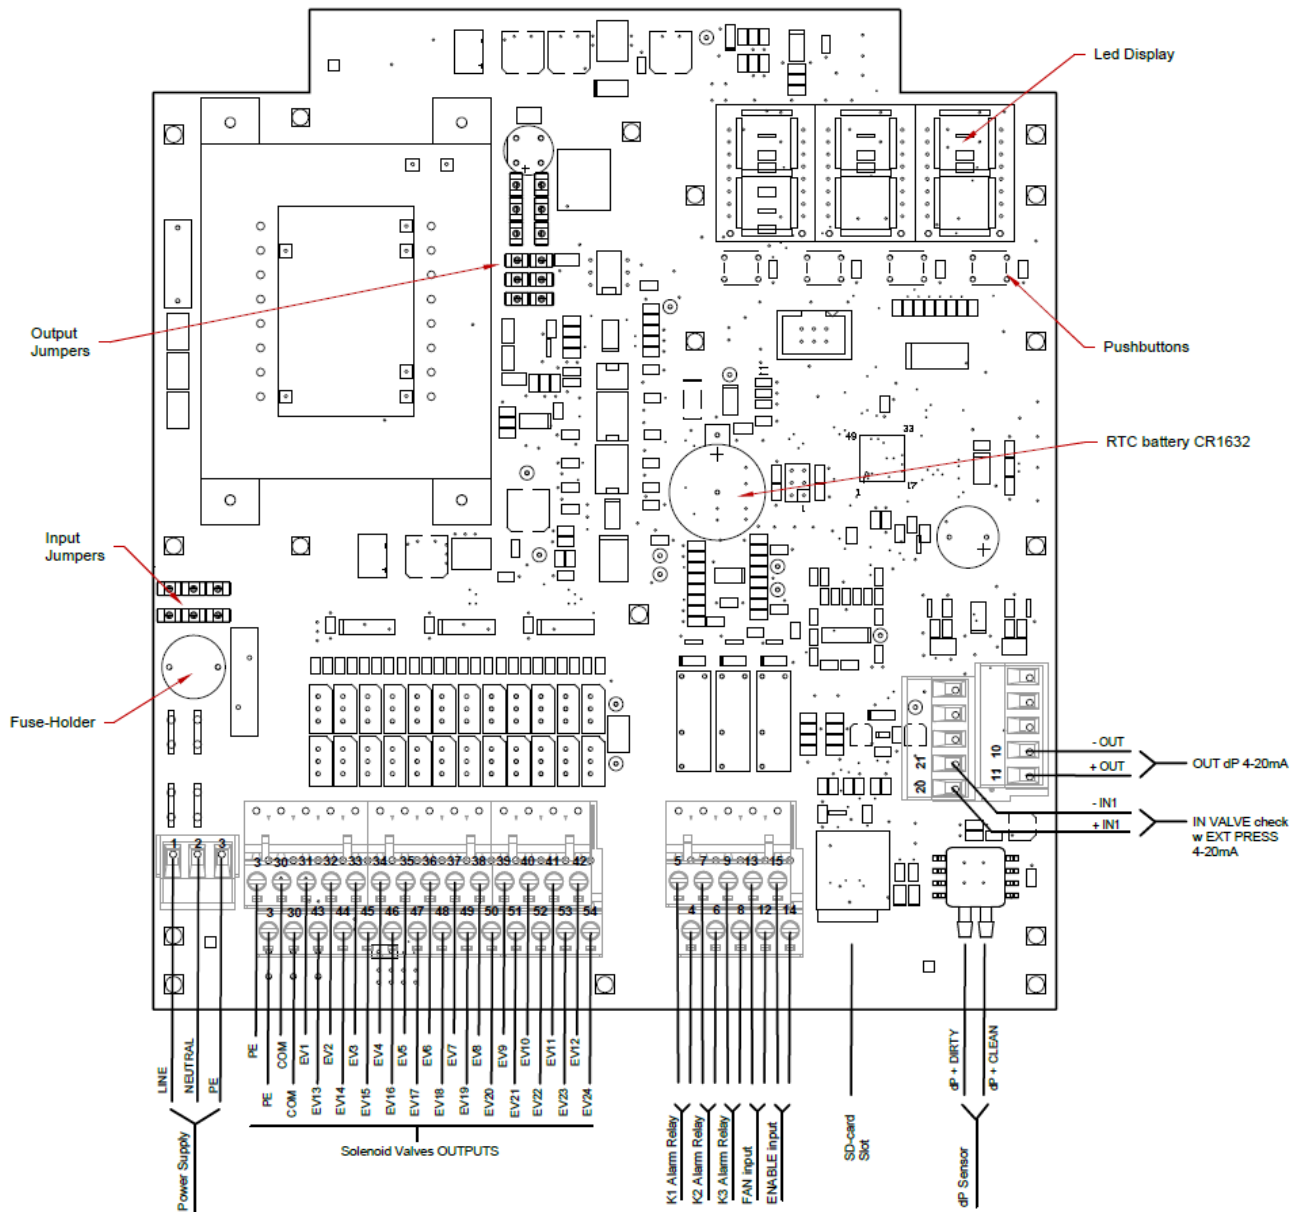 Led Display
Output
Jumpers
Pushbuttons
49
33
RTC battery CR1632
1
17
1
Input
Jumpers
Fuse-Holder
21
20
10
11
- OUT
+ OUT
OUT dP 4-20mA
- IN1
+ IN1
IN VALVE check
w EXT PRESS
4-20mA
1 2 3
3 30 31 32 33 34 35 36 37 38 39 40 41 42
3 30 43 44 45 46 47 48 49 50 51 52 53 54
5 7 9 13 15
4 6 8 12 14
LINE
NEUTRAL
PE
Power Supply
PE COM EV1 EV2 EV3 EV4 EV5 EV6 EV7 EV8 EV9 EV10 EV11 EV12
PE COM EV13 EV14 EV15 EV16 EV17 EV18 EV19 EV20 EV21 EV22 EV23 EV24
Solenoid Valves OUTPUTS
K1 Alarm Relay
K2 Alarm Relay
K3 Alarm Relay
FAN input
ENABLE input
SD-card
Slot
dP + DIRTY
dP + CLEAN
dP Sensor